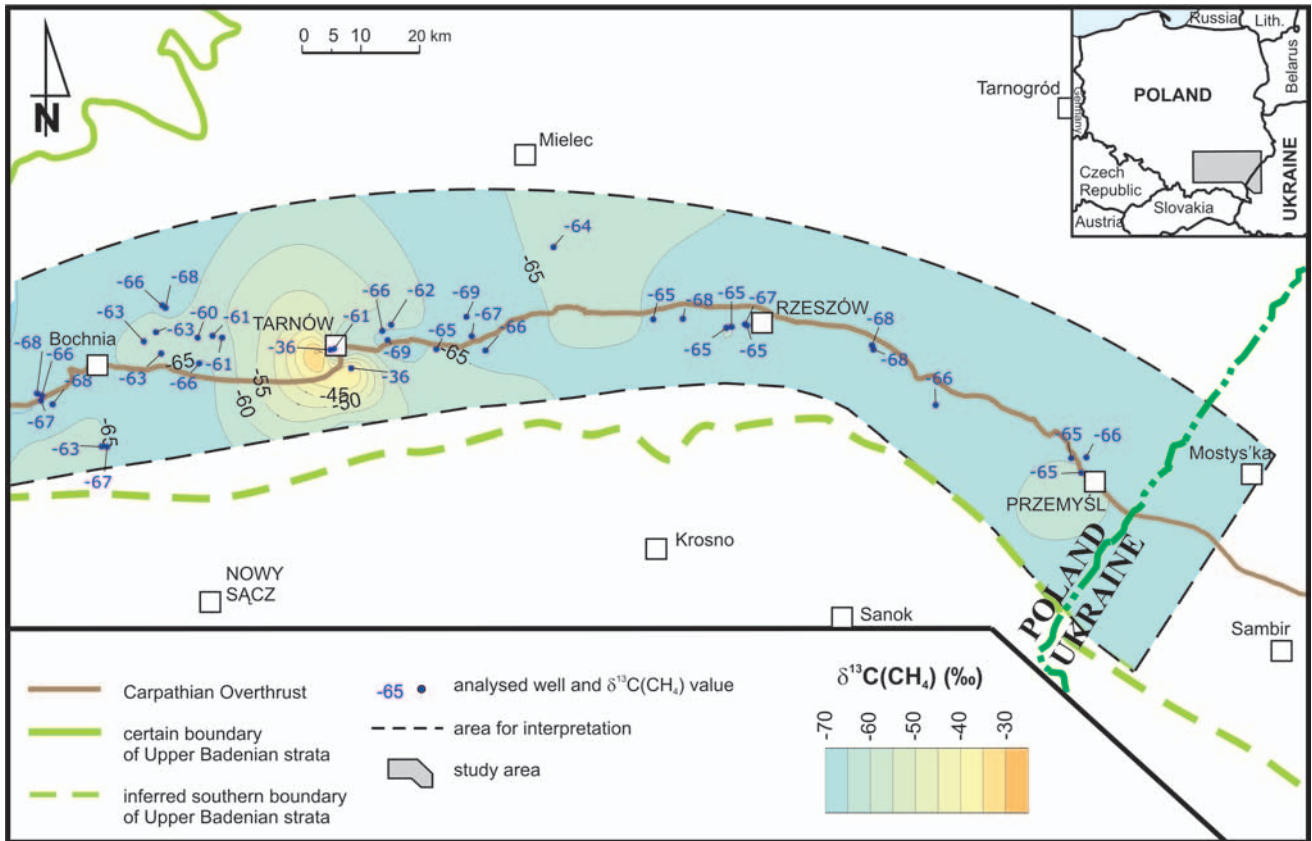 N
0 5 10 20 km
Tarnogród
Mielec
Russia
Lith.
Belarus
Germany
POLAND
UKRAINE
Czech
Republic
Slovakia
Austria
-64
-65
-66
-68
-63
-63
-60
-61
TARNÓW
-61
-66
-62
-69
-67
-65
-68
-65
-67
RZESZÓW
Bochnia
-68
-66
-63
-65
-66
-61
-36
-69
-65
-65
-66
-65
-65
-68
-68
-68
-67
-55
-60
-45
-50
-36
-66
-63
-65
-67
-65
-66
-65
PRZEMYŚL
Mostys'ka
Krosno
NOWY
SĄCZ
Sanok
POLAND
UKRAINE
Sambir
Carpathian Overthrust
certain boundary
of Upper Badenian strata
inferred southern boundary
of Upper Badenian strata
-65 analysed well and δ¹³C(CH₄) value
area for interpretation
study area
δ¹³C(CH₄) (‰)
-70
-60
-50
-40
-30